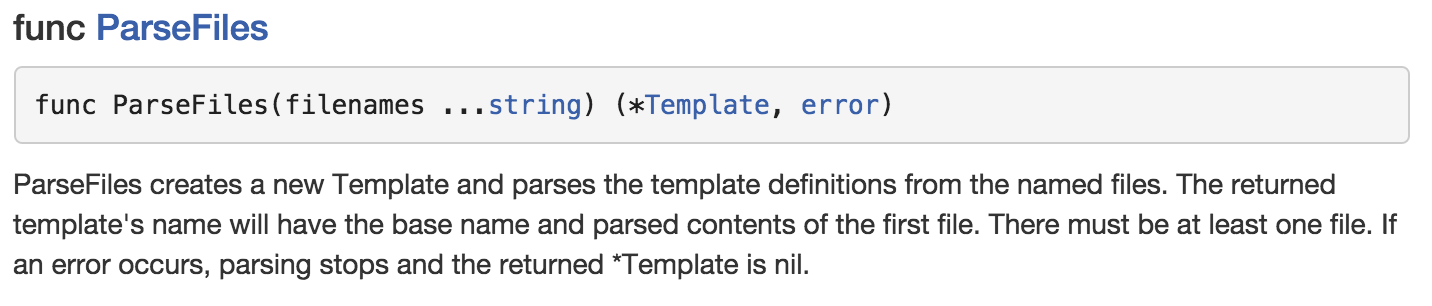 func ParseFiles
func ParseFiles(filenames ...string) (*Template, error)
ParseFiles creates a new Template and parses the template definitions from the named files. The returned
template's name will have the base name and parsed contents of the first file. There must be at least one file. If
an error occurs, parsing stops and the returned *Template is nil.